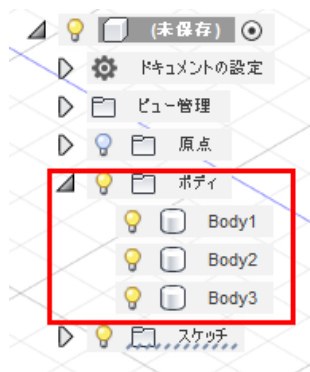 (未保存)
ドキュメントの設定
ビュー管理
原点
ボディ
Body1
Body2
Body3
スケッチ